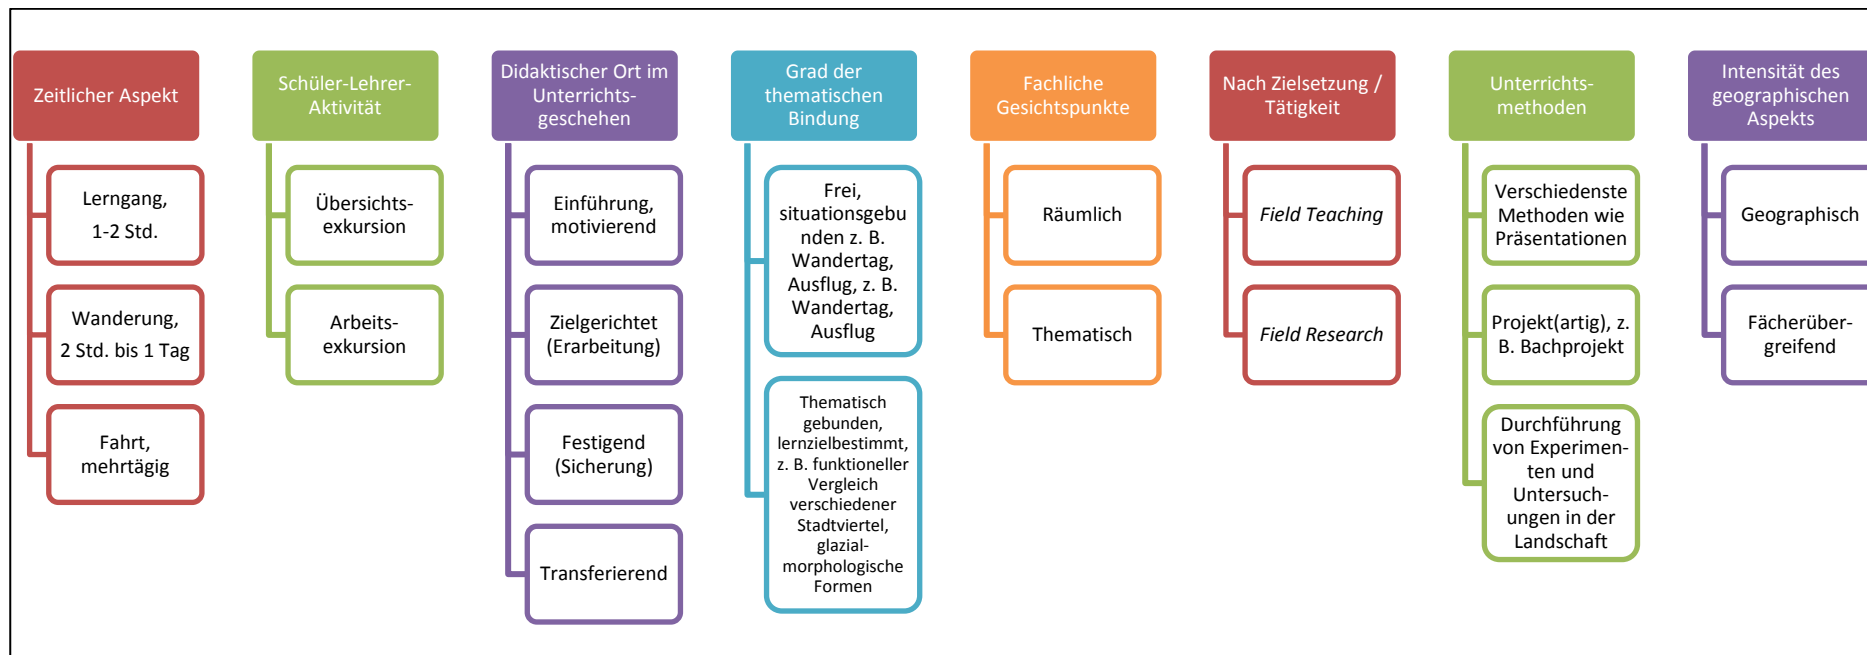 Zeitlicher Aspekt
Lerngang,
1-2 Std.
Wanderung,
2 Std. bis 1 Tag
Fahrt,
mehrtägig
Schüler-Lehrer-
Aktivität
Übersichts-
exkursion
Arbeits-
exkursion
Didaktischer Ort im
Unterrichts-
geschehen
Einführung,
motivierend
Zielgerichtet
(Erarbeitung)
Festigend
(Sicherung)
Transferierend
Grad der
thematischen
Bindung
Frei,
situationsgebu
nden z. B.
Wandertag,
Ausflug, z. B.
Wandertag,
Ausflug
Thematisch
gebunden,
lernzielbestimmt,
z. B. funktioneller
Vergleich
verschiedener
Stadtviertel,
glazial-
morphologische
Formen
Fachliche
Gesichtspunkte
Räumlich
Thematisch
Nach Zielsetzung /
Tätigkeit
Field Teaching
Field Research
Unterrichts-
methoden
Verschiedenste
Methoden wie
Präsentationen
Projekt(artig), z.
B. Bachprojekt
Durchführung
von Experimen-
ten und
Untersuch-
ungen in der
Landschaft
Intensität des
geographischen
Aspekts
Geographisch
Fächerüber-
greifend